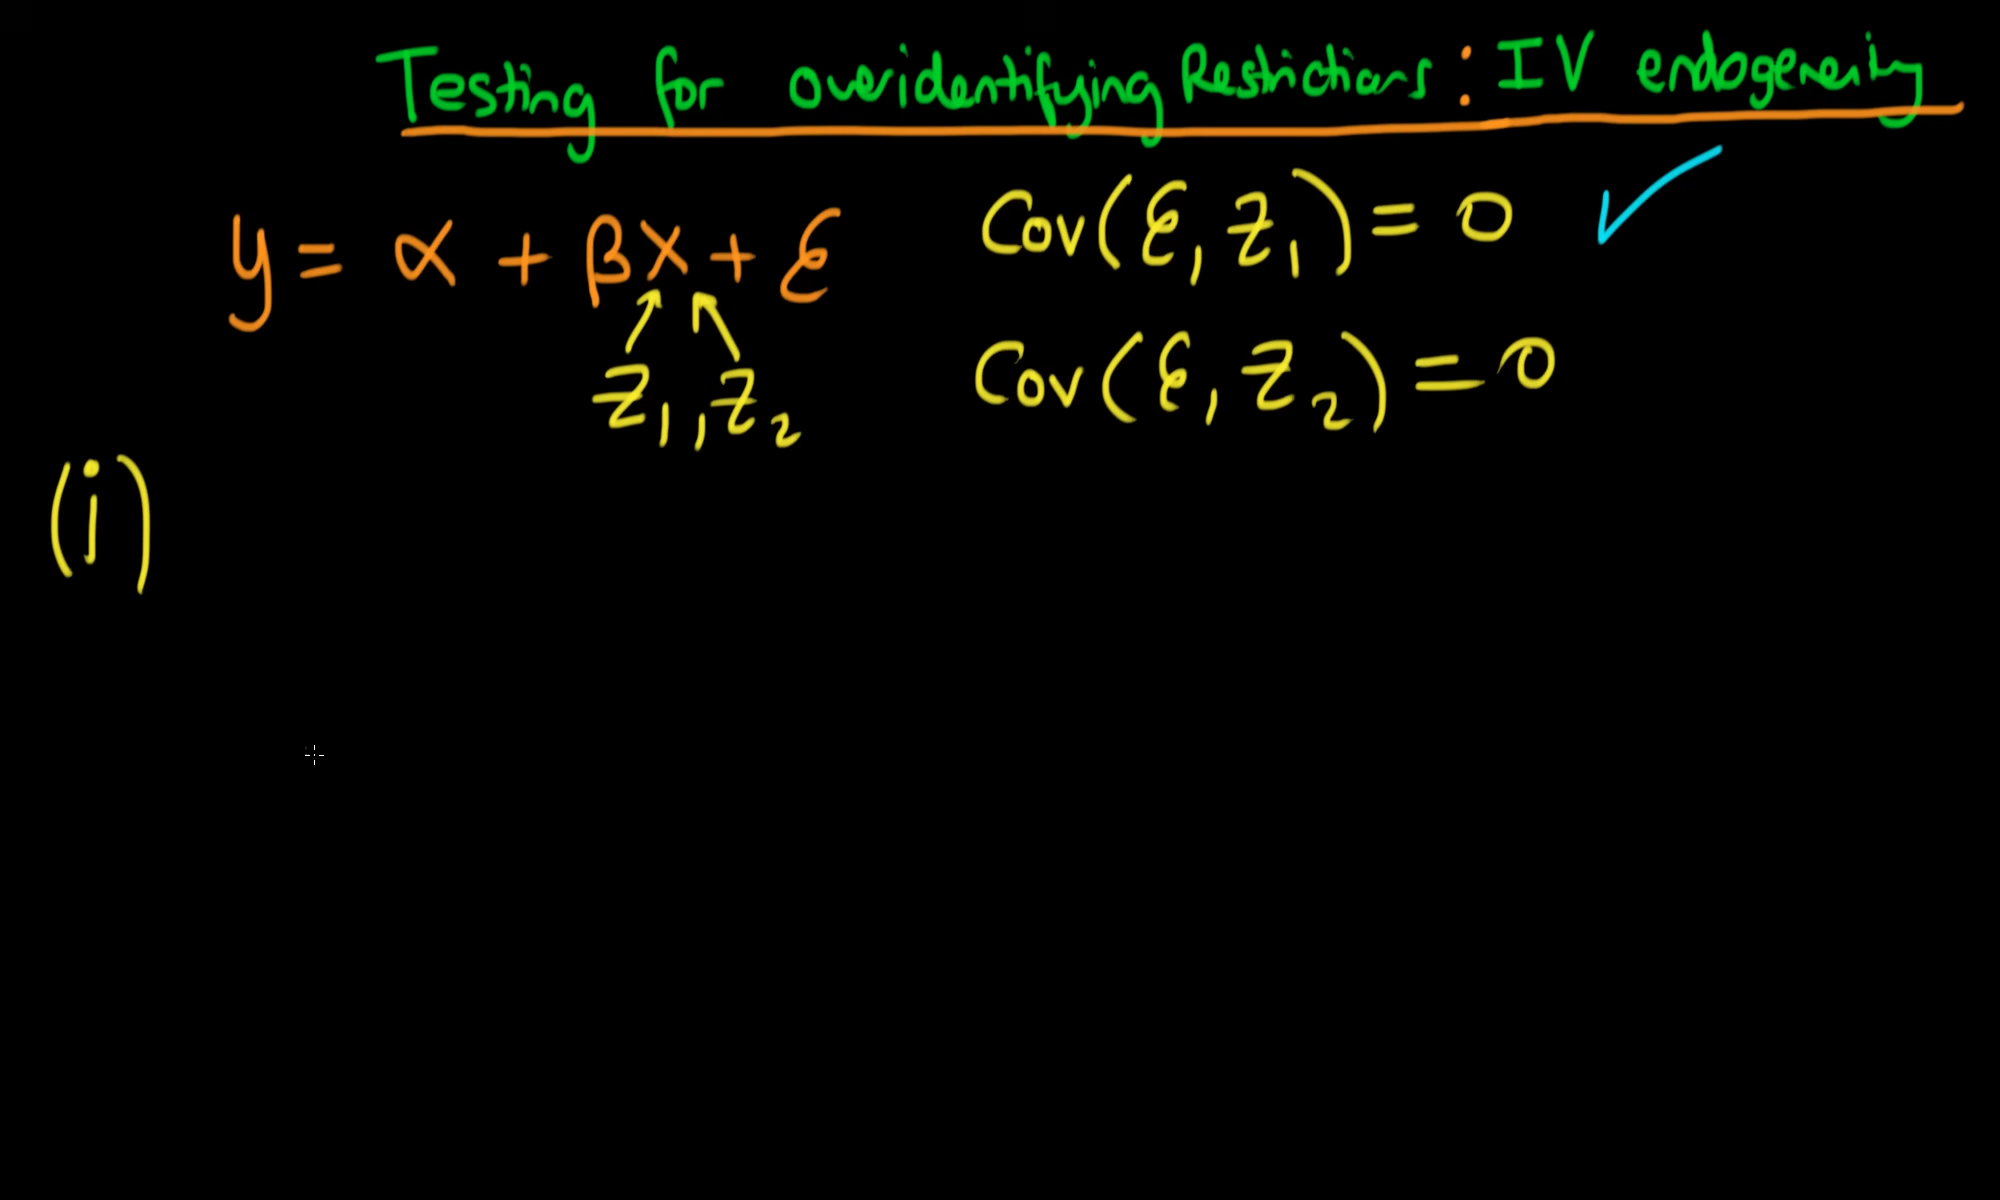 Testing for overidentifying Restrictions : IV endogeneity
y = α + βX + ε
Cov(ε, Z₁) = 0 ✓
Z₁, Z₂
Cov(ε, Z₂) = 0
(i)